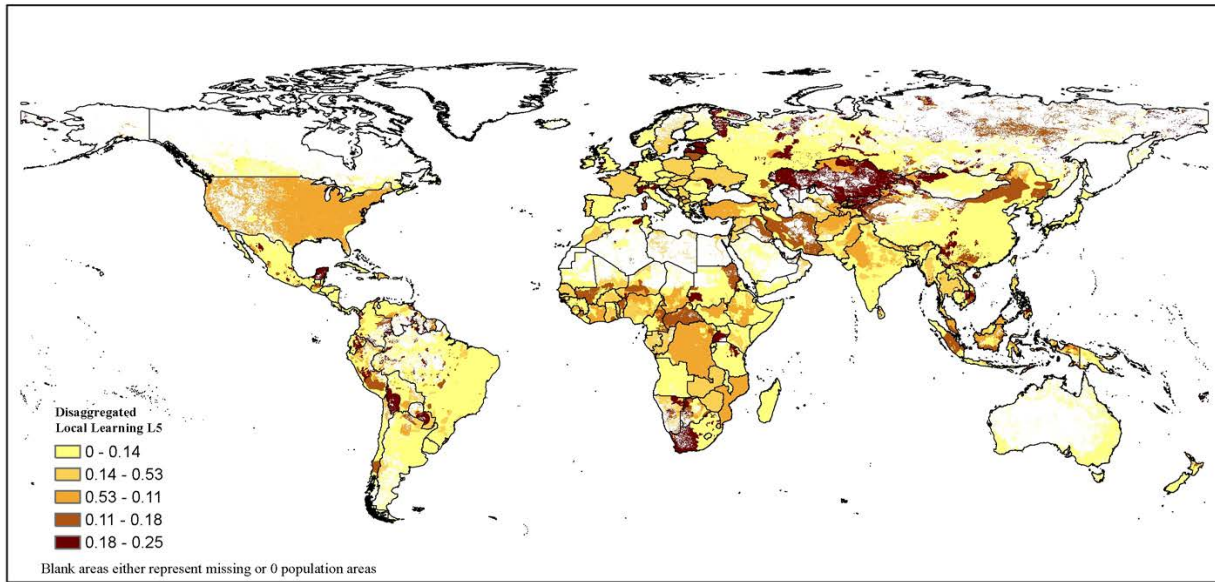 Disaggregated
Local Learning L5
0 - 0.14
0.14 - 0.53
0.53 - 0.11
0.11 - 0.18
0.18 - 0.25
Blank areas either represent missing or 0 population areas